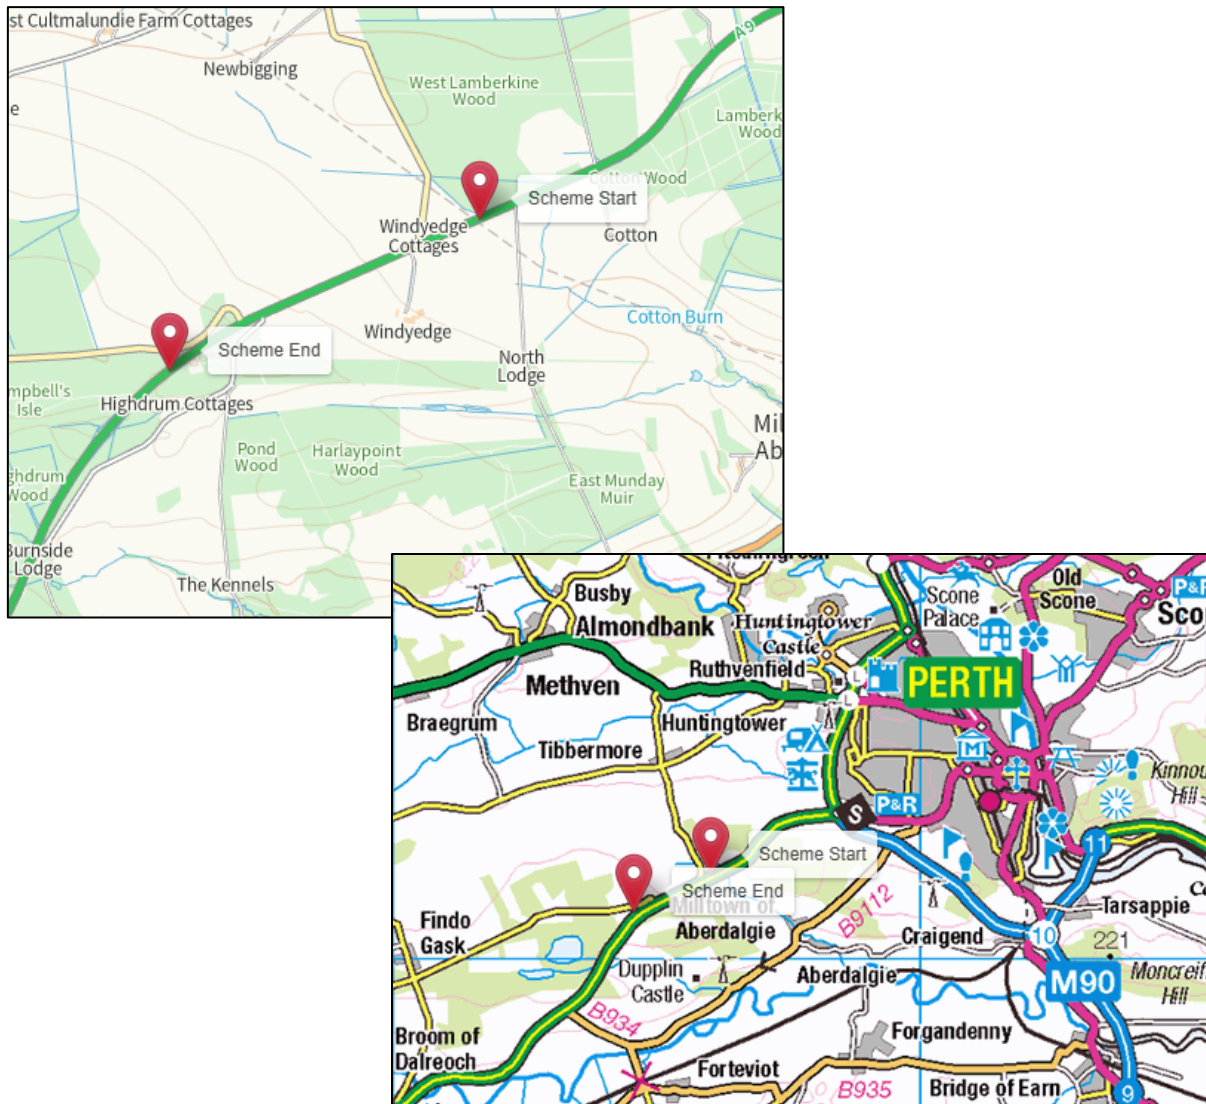 st Cultmalundie Farm Cottages
A9
Newbigging
West Lamberkine
Wood
e
Lamberk
Wood
Cotton Wood
Scheme Start
Windyedge
Cottages
Cotton
Cotton Burn
Windyedge
Scheme End
North
Lodge
mpbell's
Isle
Highdrum Cottages
Mil
Ab
Pond
Wood
Harlaypoint
Wood
ghdrum
Wood
East Munday
Muir
Burnside
Lodge
The Kennels
Busby
Almondbank
Methven
Huntingtower
Castle
Ruthvenfield
L
L
PERTH
Scone
Palace
Old
Scone
P&R
Sco
Braegrum
Huntingtower
Tibbermore
M
Kinnou
Hill
S
P&R
11
Scheme Start
Scheme End
Milltown of
Aberdalgie
B9112
Findo
Gask
Craigend
10
Tarsappie
221
Dupplin
Castle
Aberdalgie
M90
Moncreif
Hill
B934
Broom of
Dalreoch
Forgandenny
Forteviot
B935
Bridge of Earn
9